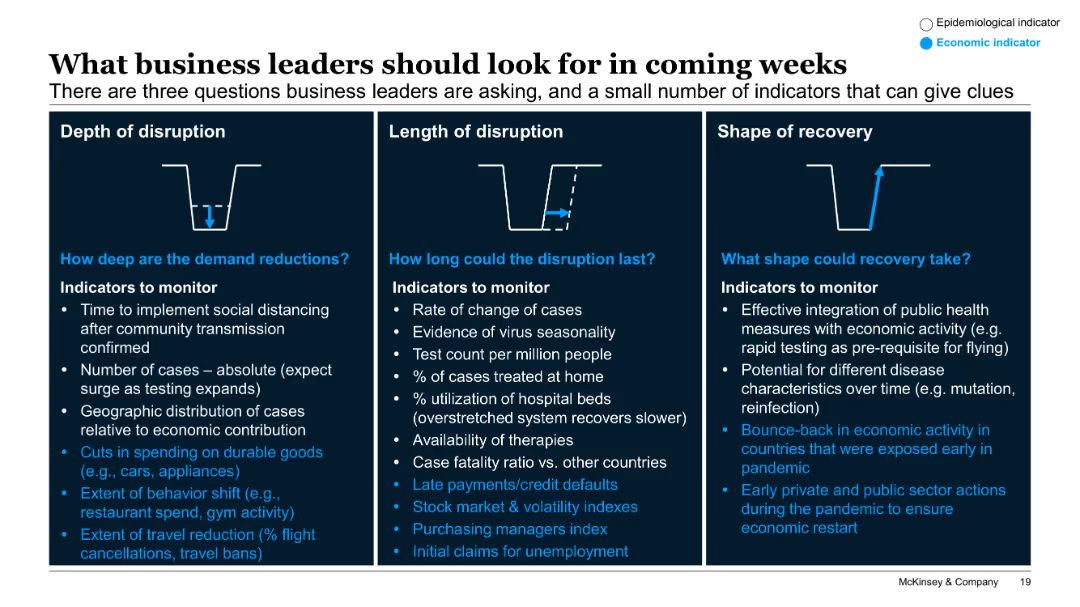 Epidemiological indicator
Economic indicator
What business leaders should look for in coming weeks
There are three questions business leaders are asking, and a small number of indicators that can give clues
Depth of disruption
How deep are the demand reductions?
Indicators to monitor
• Time to implement social distancing
after community transmission
confirmed
• Number of cases – absolute (expect
surge as testing expands)
• Geographic distribution of cases
relative to economic contribution
• Cuts in spending on durable goods
(e.g., cars, appliances)
• Extent of behavior shift (e.g.,
restaurant spend, gym activity)
• Extent of travel reduction (% flight
cancellations, travel bans)
Length of disruption
How long could the disruption last?
Indicators to monitor
• Rate of change of cases
• Evidence of virus seasonality
• Test count per million people
• % of cases treated at home
• % utilization of hospital beds
(overstretched system recovers slower)
• Availability of therapies
• Case fatality ratio vs. other countries
• Late payments/credit defaults
• Stock market & volatility indexes
• Purchasing managers index
• Initial claims for unemployment
Shape of recovery
What shape could recovery take?
Indicators to monitor
• Effective integration of public health
measures with economic activity (e.g.
rapid testing as pre-requisite for flying)
• Potential for different disease
characteristics over time (e.g. mutation,
reinfection)
• Bounce-back in economic activity in
countries that were exposed early in
pandemic
• Early private and public sector actions
during the pandemic to ensure
economic restart
McKinsey & Company 19